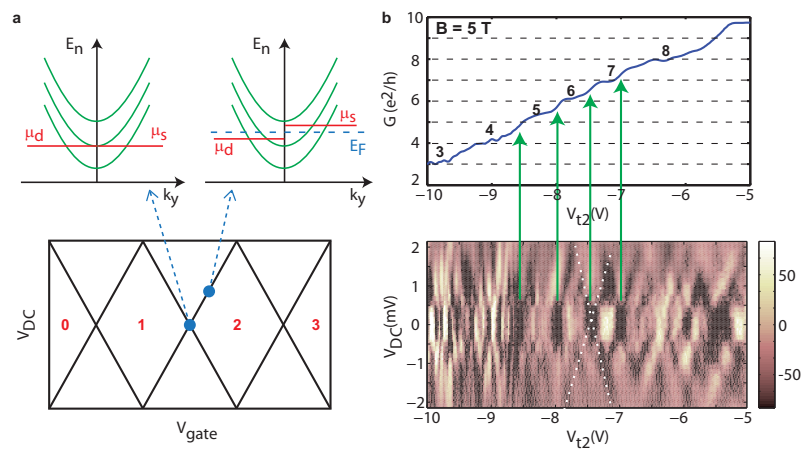 a
E_n
μ_d
μ_s
k_y
E_n
μ_s
μ_d
E_F
k_y
V_DC
0
1
2
3
V_gate
b
B = 5 T
G (e²/h)
10
8
6
4
2
3
4
5
6
7
8
-10
-9
-8
-7
-6
-5
V_t2(V)
V_DC(mV)
2
1
0
-1
-2
-10
-9
-8
-7
-6
-5
V_t2(V)
50
0
-50